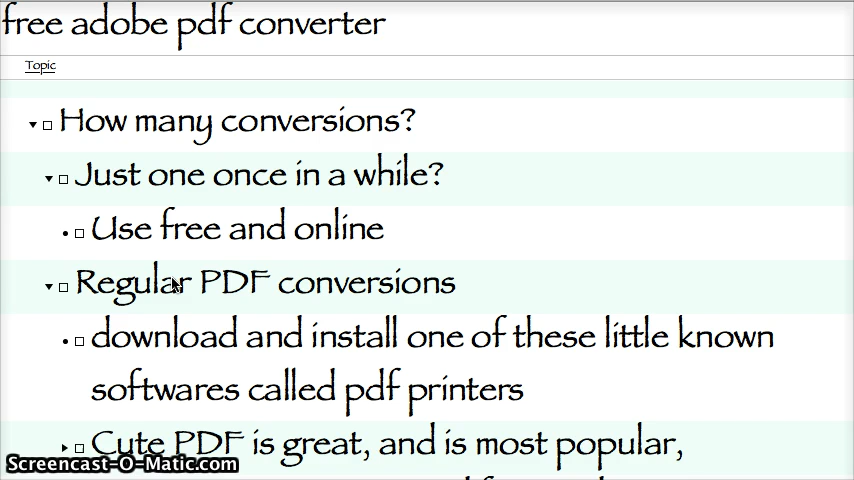 free adobe pdf converter
Topic
How many conversions?
Just one once in a while?
Use free and online
Regular PDF conversions
download and install one of these little known
softwares called pdf printers
Cute PDF is great, and is most popular,
Screencast-O-Matic.com